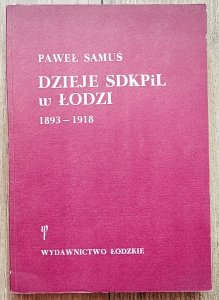 PAWEŁ SAMUŚ
DZIEJE SDKPiL
w ŁODZI
1893 – 1918
WYDAWNICTWO ŁÓDZKIE